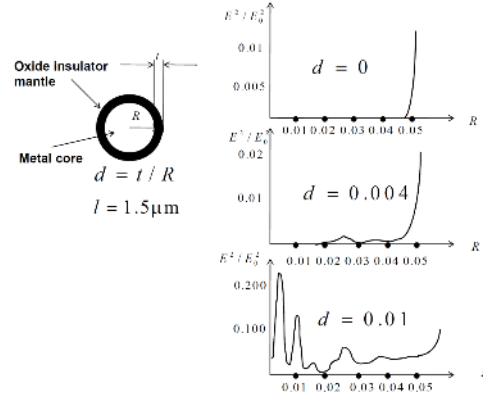 Oxide Insulator
mantle
t
R
Metal core
d = t / R
l = 1.5μm
E² / E₀²
0.01
0.005
d = 0
0.01 0.02 0.03 0.04 0.05
R
E² / E₀²
0.02
0.01
d = 0.004
0.01 0.02 0.03 0.04 0.05
R
E² / E₀²
0.200
0.100
d = 0.01
0.01 0.02 0.03 0.04 0.05